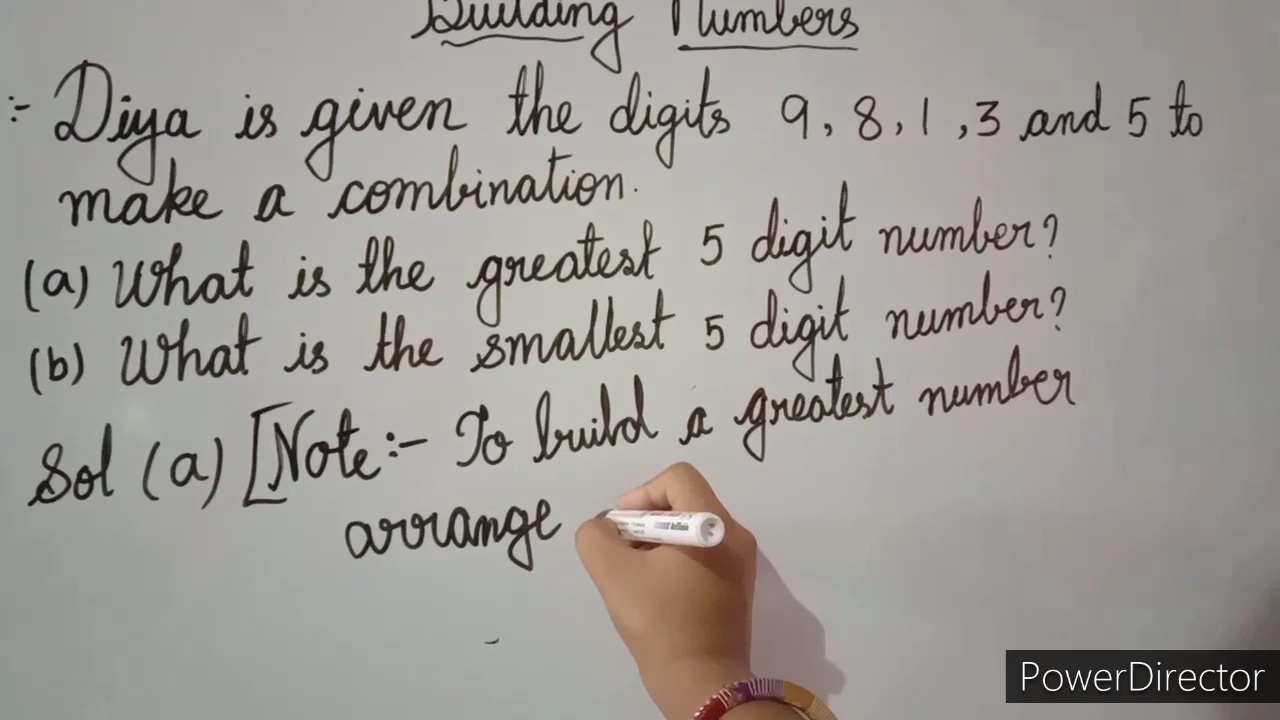 Building Numbers
:- Diya is given the digits 9, 8, 1, 3 and 5 to
make a combination.
(a) What is the greatest 5 digit number?
(b) What is the smallest 5 digit number?
Sol (a) [Note:- To build a greatest number
arrange
PowerDirector